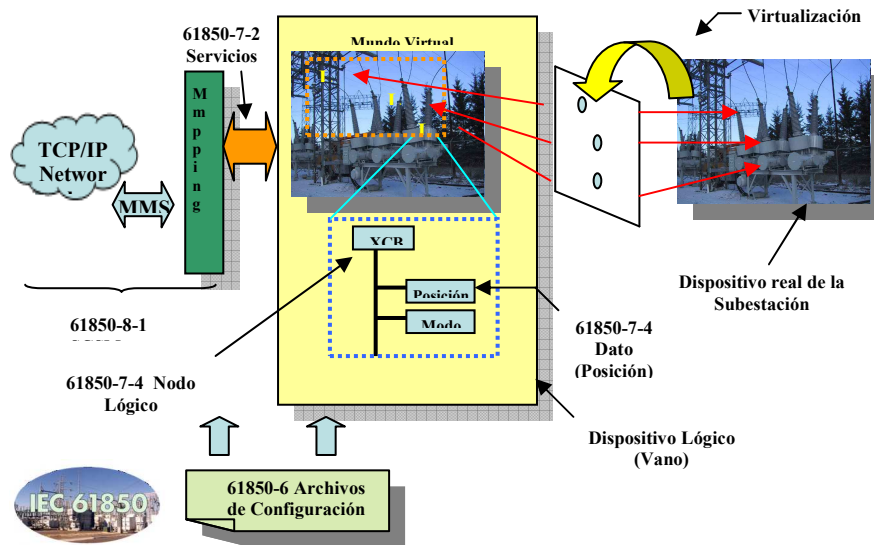 61850-7-2
Servicios
Mundo Virtual
Virtualización
Mmpping
TCP/IP
Networ
MMS
XCB
Posición
Modo
Dispositivo real de la
Subestación
61850-8-1
61850-7-4
Dato
(Posición)
61850-7-4 Nodo
Lógico
Dispositivo Lógico
(Vano)
IEC 61850
61850-6 Archivos
de Configuración